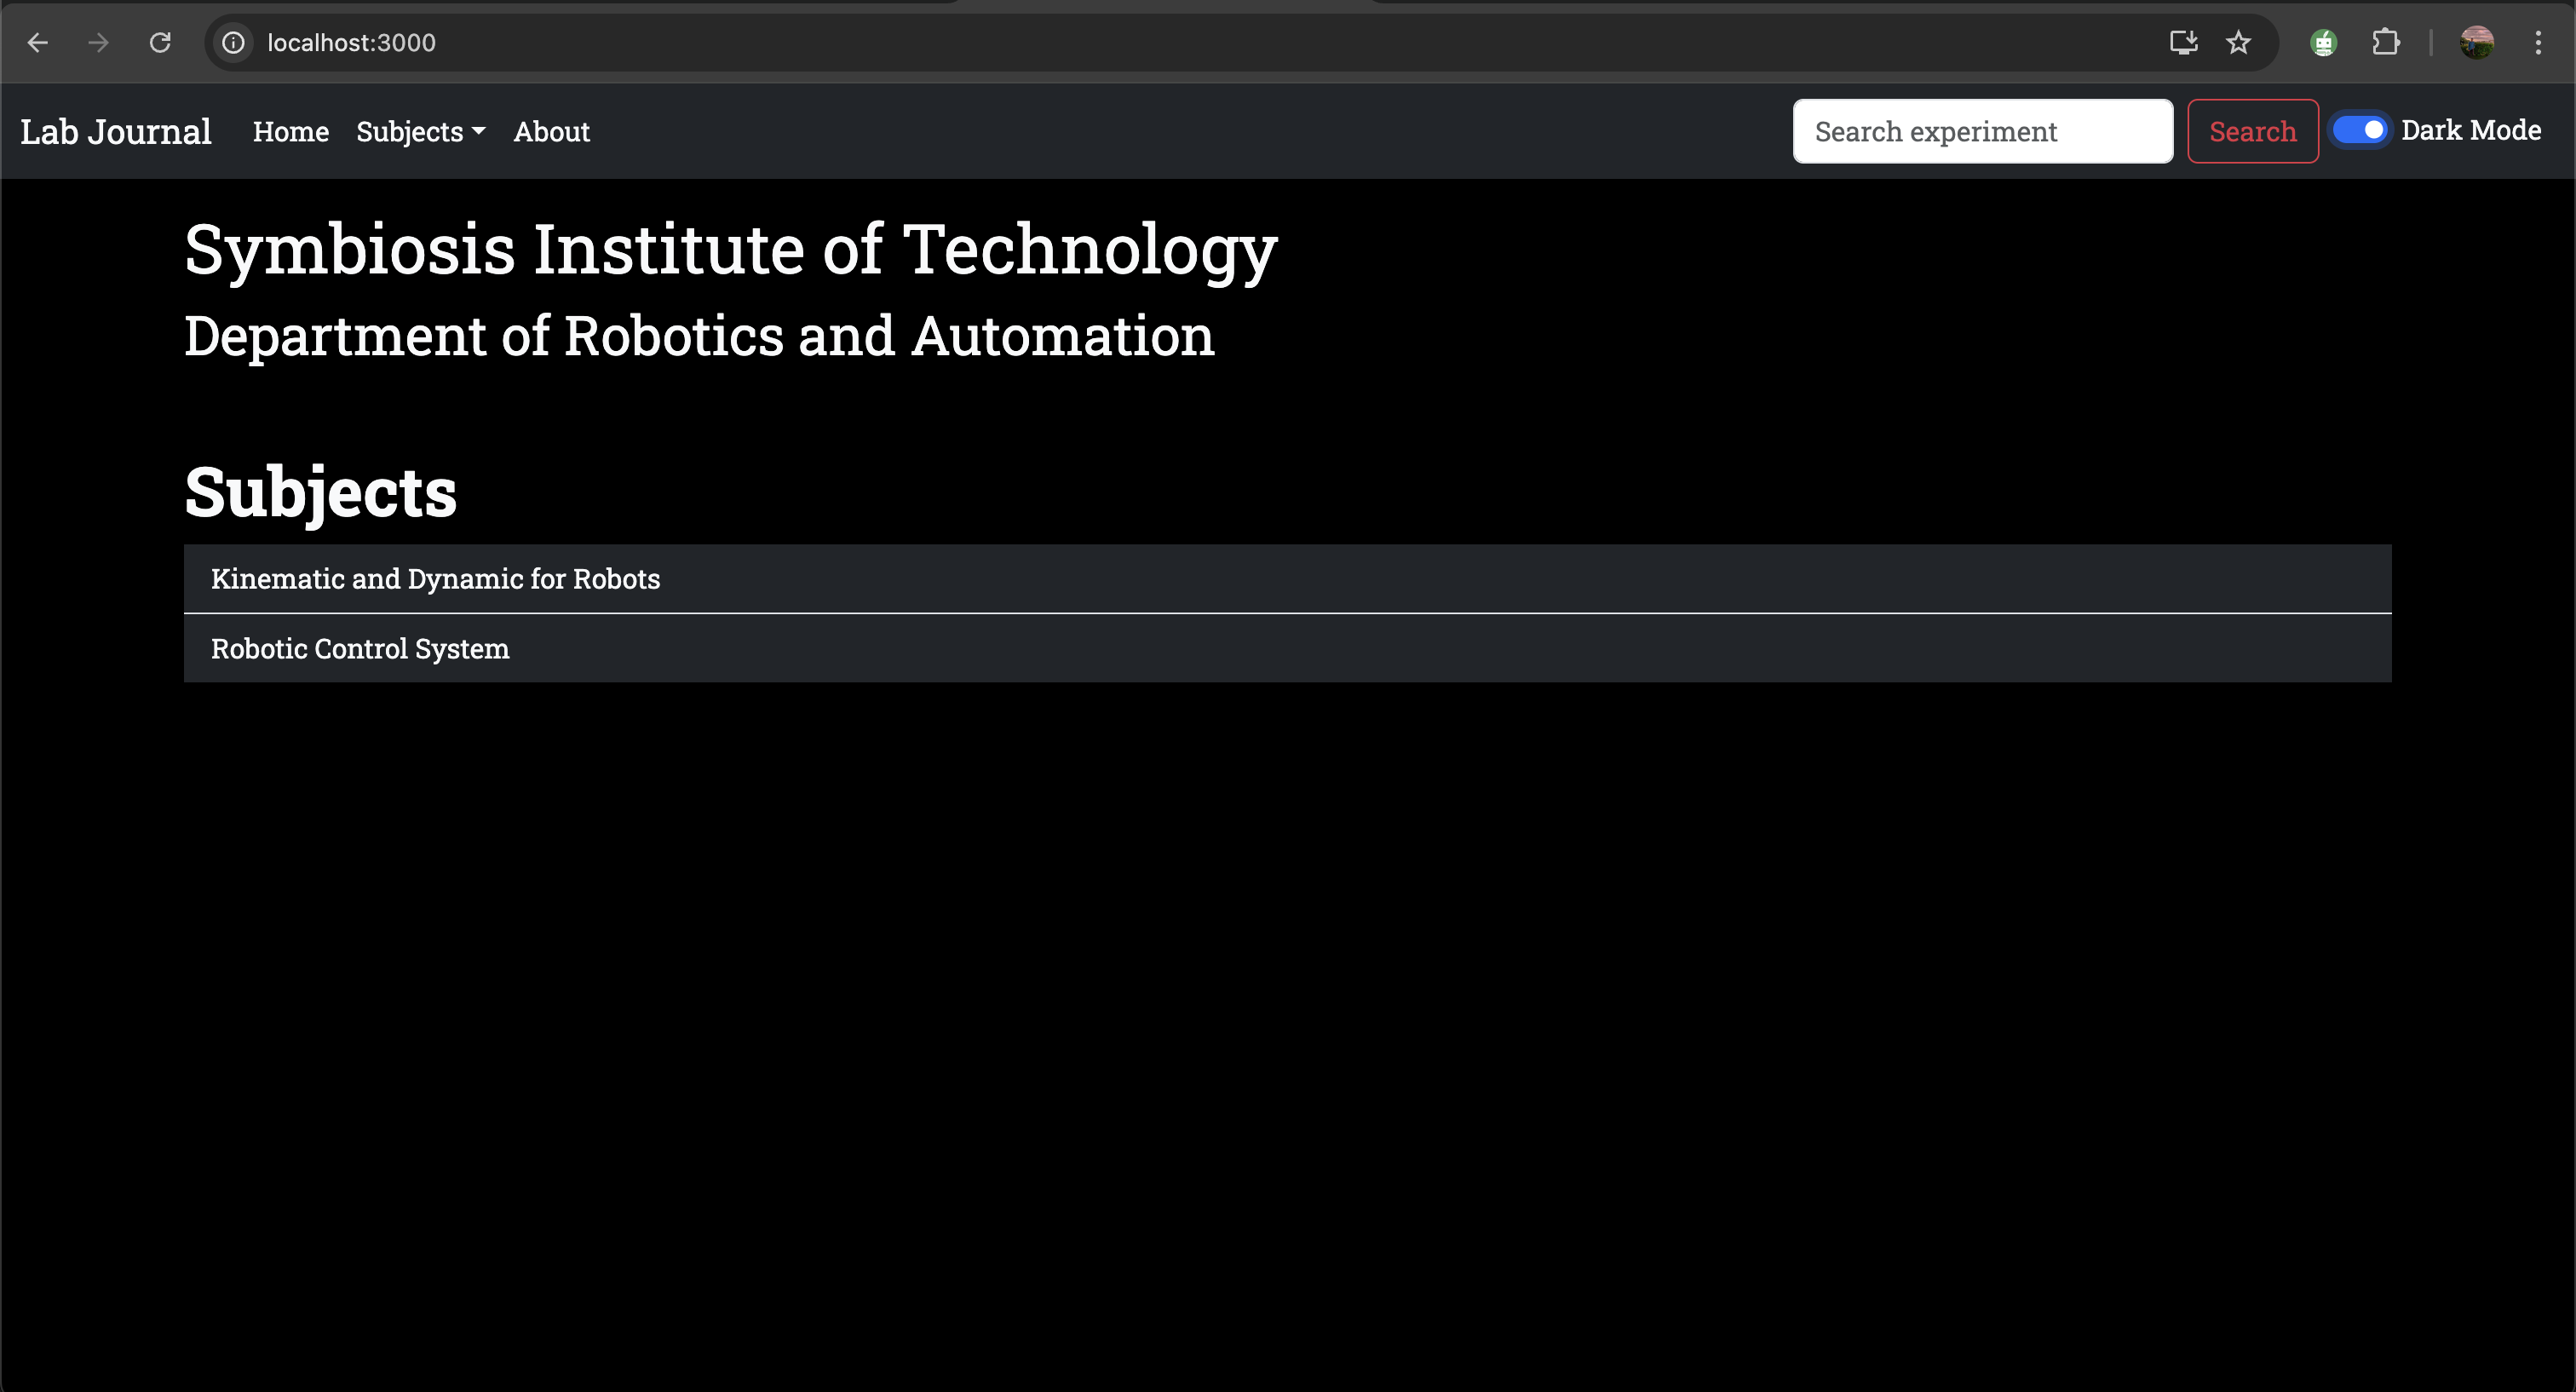 localhost:3000
Lab Journal Home Subjects About Search experiment Search Dark Mode
Symbiosis Institute of Technology
Department of Robotics and Automation
Subjects
Kinematic and Dynamic for Robots
Robotic Control System